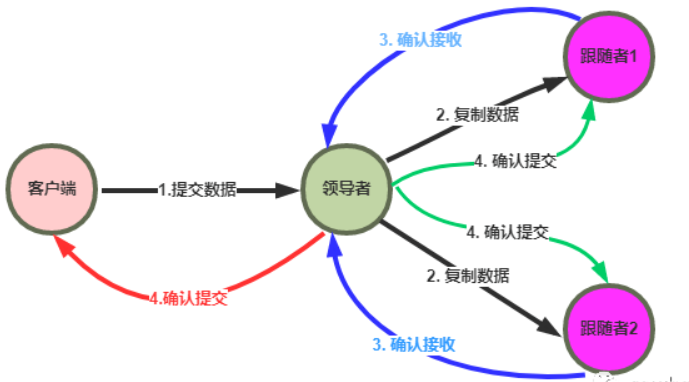 3. 确认接收
跟随者1
2. 复制数据
4. 确认提交
客户端
1.提交数据
领导者
4. 确认提交
2. 复制数据
4.确认提交
跟随者2
3. 确认接收